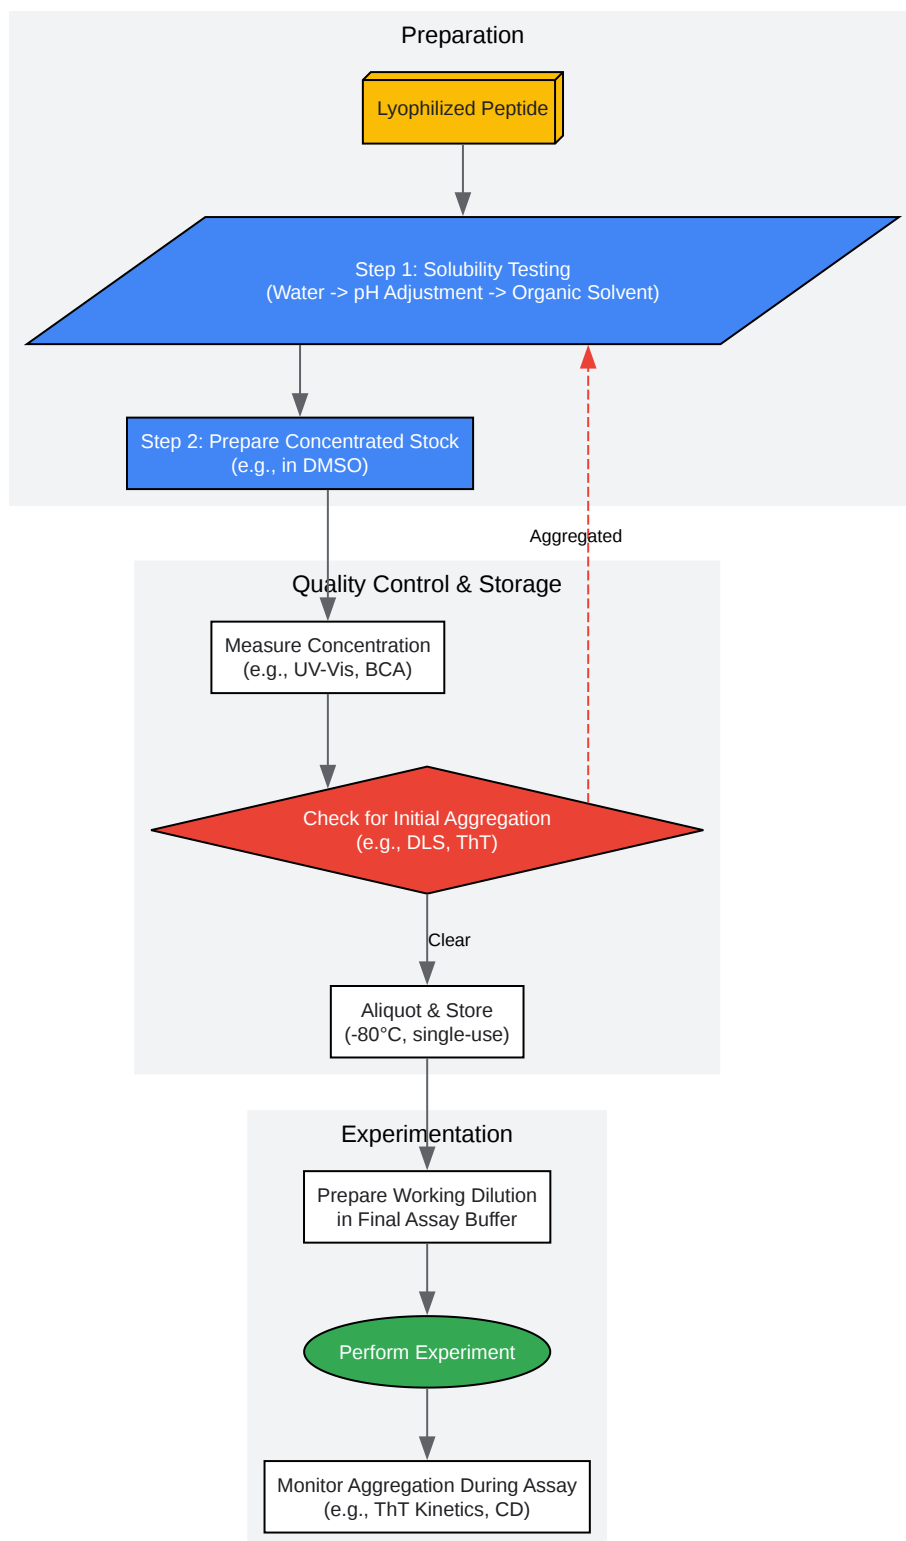 Preparation
Lyophilized Peptide
Step 1: Solubility Testing
(Water -> pH Adjustment -> Organic Solvent)
Step 2: Prepare Concentrated Stock
(e.g., in DMSO)
Aggregated
Quality Control & Storage
Measure Concentration
(e.g., UV-Vis, BCA)
Check for Initial Aggregation
(e.g., DLS, ThT)
Clear
Aliquot & Store
(-80°C, single-use)
Experimentation
Prepare Working Dilution
in Final Assay Buffer
Perform Experiment
Monitor Aggregation During Assay
(e.g., ThT Kinetics, CD)